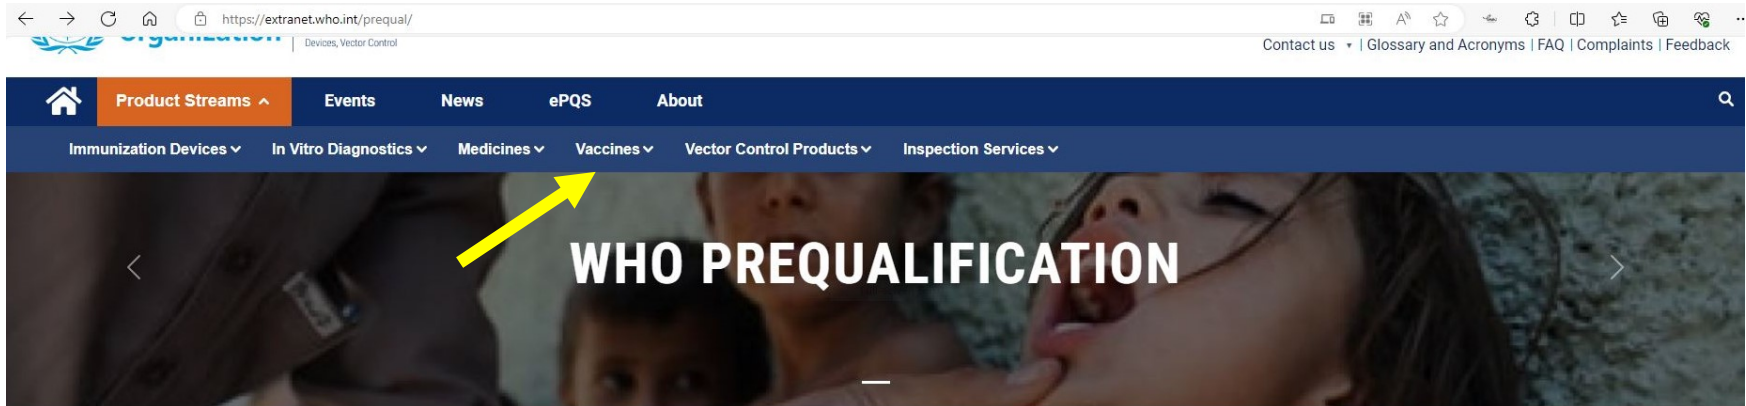 https://extranet.who.int/prequal/
Organization
Devices, Vector Control
Contact us | Glossary and Acronyms | FAQ | Complaints | Feedback
Product Streams Events News ePQS About
Immunization Devices In Vitro Diagnostics Medicines Vaccines Vector Control Products Inspection Services
WHO PREQUALIFICATION